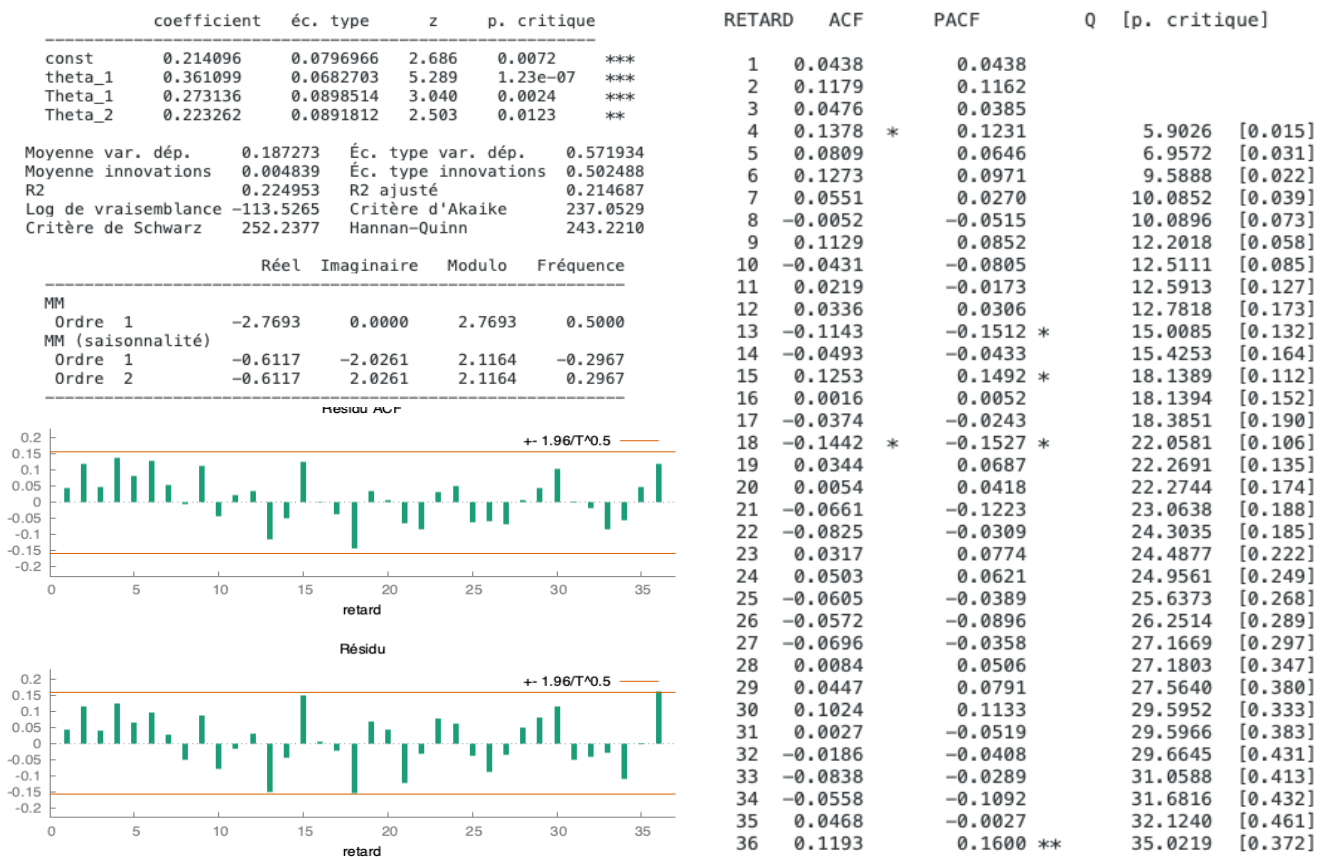 coefficient éc. type z p. critique
const 0.214096 0.0796966 2.686 0.0072 ***
theta_1 0.361099 0.0682703 5.289 1.23e-07 ***
Theta_1 0.273136 0.0898514 3.040 0.0024 ***
Theta_2 0.223262 0.0891812 2.503 0.0123 **
Moyenne var. dép. 0.187273 Éc. type var. dép. 0.571934
Moyenne innovations 0.004839 Éc. type innovations 0.502488
R2 0.224953 R2 ajusté 0.214687
Log de vraisemblance −113.5265 Critère d'Akaike 237.0529
Critère de Schwarz 252.2377 Hannan-Quinn 243.2210
Réel Imaginaire Modulo Fréquence
MM
Ordre 1 −2.7693 0.0000 2.7693 0.5000
MM (saisonnalité)
Ordre 1 −0.6117 −2.0261 2.1164 −0.2967
Ordre 2 −0.6117 2.0261 2.1164 0.2967
Résidu ACF
+- 1.96/T^0.5
0.2
0.15
0.1
0.05
0
-0.05
-0.1
-0.15
-0.2
0 5 10 15 20 25 30 35
retard
Résidu
+- 1.96/T^0.5
0.2
0.15
0.1
0.05
0
-0.05
-0.1
-0.15
-0.2
0 5 10 15 20 25 30 35
retard
RETARD ACF PACF Q [p. critique]
1 0.0438 0.0438
2 0.1179 0.1162
3 0.0476 0.0385
4 0.1378 * 0.1231 5.9026 [0.015]
5 0.0809 0.0646 6.9572 [0.031]
6 0.1273 0.0971 9.5888 [0.022]
7 0.0551 0.0270 10.0852 [0.039]
8 −0.0052 −0.0515 10.0896 [0.073]
9 0.1129 0.0852 12.2018 [0.058]
10 −0.0431 −0.0805 12.5111 [0.085]
11 0.0219 −0.0173 12.5913 [0.127]
12 0.0336 0.0306 12.7818 [0.173]
13 −0.1143 −0.1512 * 15.0085 [0.132]
14 −0.0493 −0.0433 15.4253 [0.164]
15 0.1253 0.1492 * 18.1389 [0.112]
16 0.0016 0.0052 18.1394 [0.152]
17 −0.0374 −0.0243 18.3851 [0.190]
18 −0.1442 * −0.1527 * 22.0581 [0.106]
19 0.0344 0.0687 22.2691 [0.135]
20 0.0054 0.0418 22.2744 [0.174]
21 −0.0661 −0.1223 23.0638 [0.188]
22 −0.0825 −0.0309 24.3035 [0.185]
23 0.0317 0.0774 24.4877 [0.222]
24 0.0503 0.0621 24.9561 [0.249]
25 −0.0605 −0.0389 25.6373 [0.268]
26 −0.0572 −0.0896 26.2514 [0.289]
27 −0.0696 −0.0358 27.1669 [0.297]
28 0.0084 0.0506 27.1803 [0.347]
29 0.0447 0.0791 27.5640 [0.380]
30 0.1024 0.1133 29.5952 [0.333]
31 0.0027 −0.0519 29.5966 [0.383]
32 −0.0186 −0.0408 29.6645 [0.431]
33 −0.0838 −0.0289 31.0588 [0.413]
34 −0.0558 −0.1092 31.6816 [0.432]
35 0.0468 −0.0027 32.1240 [0.461]
36 0.1193 0.1600 ** 35.0219 [0.372]